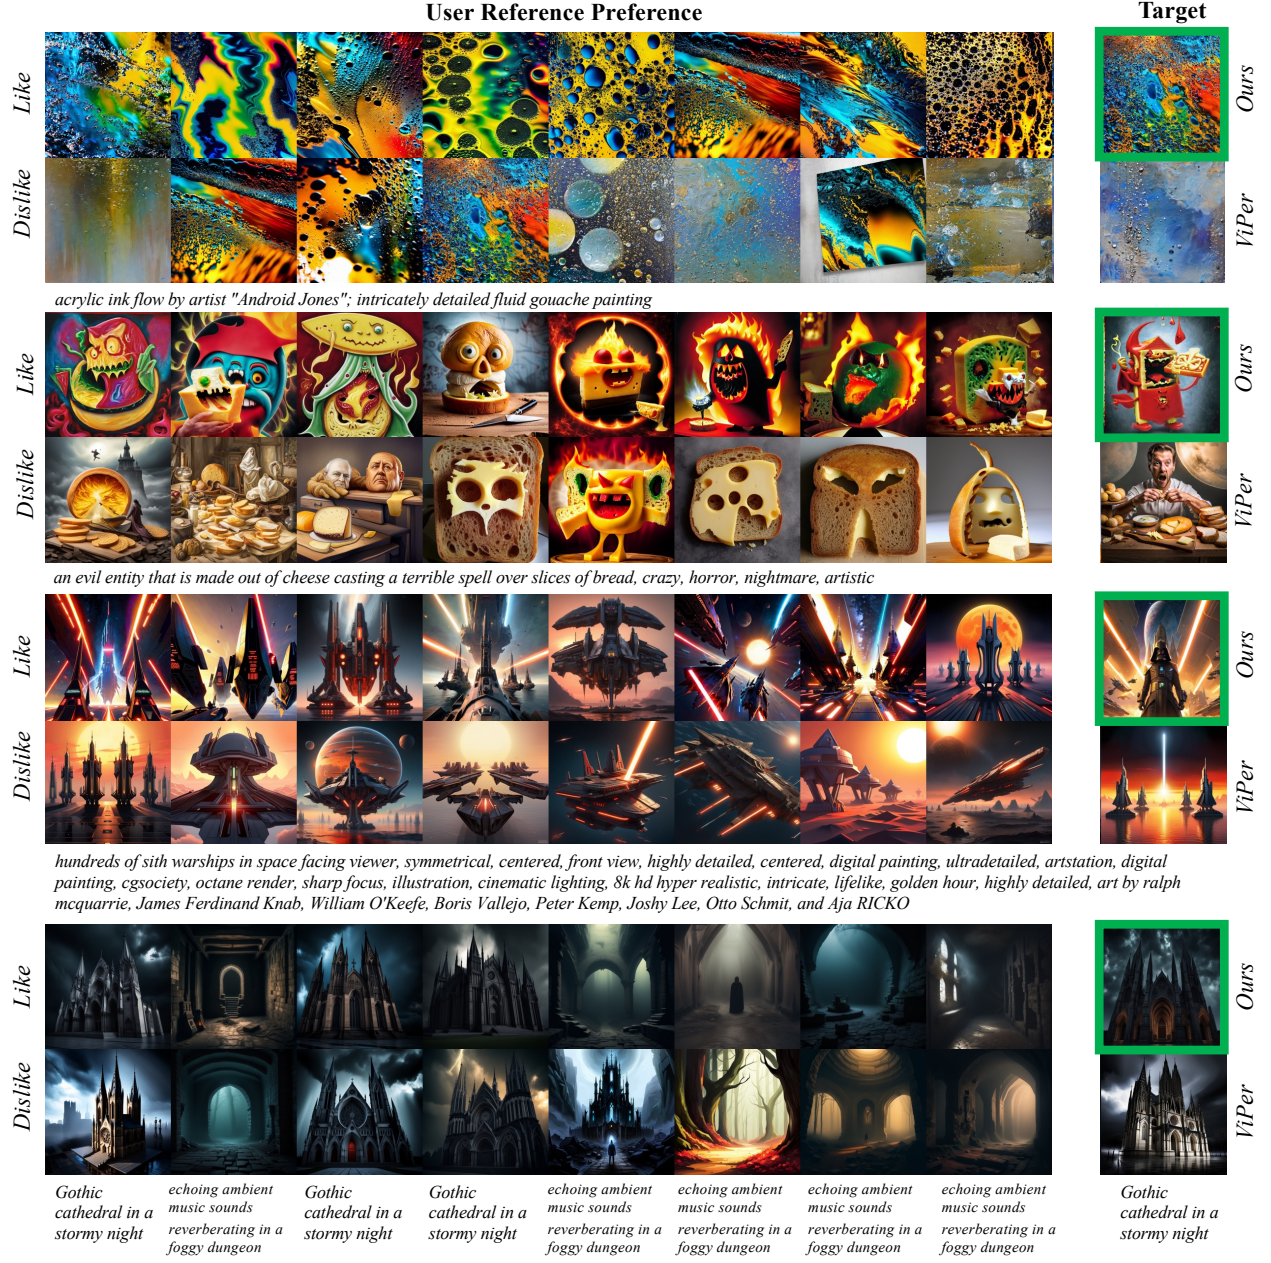 User Reference Preference
Target
Like
Ours
Dislike
ViPer
acrylic ink flow by artist "Android Jones"; intricately detailed fluid gouache painting
Like
Ours
Dislike
ViPer
an evil entity that is made out of cheese casting a terrible spell over slices of bread, crazy, horror, nightmare, artistic
Like
Ours
Dislike
ViPer
hundreds of sith warships in space facing viewer, symmetrical, centered, front view, highly detailed, centered, digital painting, ultradetailed, artstation, digital
painting, cgsociety, octane render, sharp focus, illustration, cinematic lighting, 8k hd hyper realistic, intricate, lifelike, golden hour, highly detailed, art by ralph
mcquarrie, James Ferdinand Knab, William O'Keefe, Boris Vallejo, Peter Kemp, Joshy Lee, Otto Schmit, and Aja RICKO
Like
Ours
Dislike
ViPer
Gothic
cathedral in a
stormy night
echoing ambient
music sounds
reverberating in a
foggy dungeon
Gothic
cathedral in a
stormy night
Gothic
cathedral in a
stormy night
echoing ambient
music sounds
reverberating in a
foggy dungeon
echoing ambient
music sounds
reverberating in a
foggy dungeon
echoing ambient
music sounds
reverberating in a
foggy dungeon
echoing ambient
music sounds
reverberating in a
foggy dungeon
Gothic
cathedral in a
stormy night